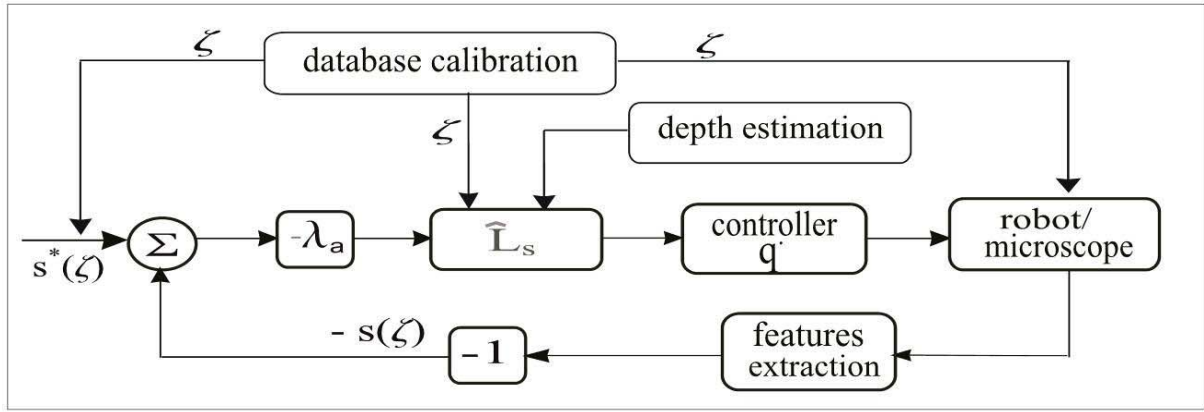 ζ
database calibration
ζ
ζ
depth estimation
s*(ζ)
Σ
-λa
L̂s
controller
q̇
robot/
microscope
- s(ζ)
-1
features
extraction